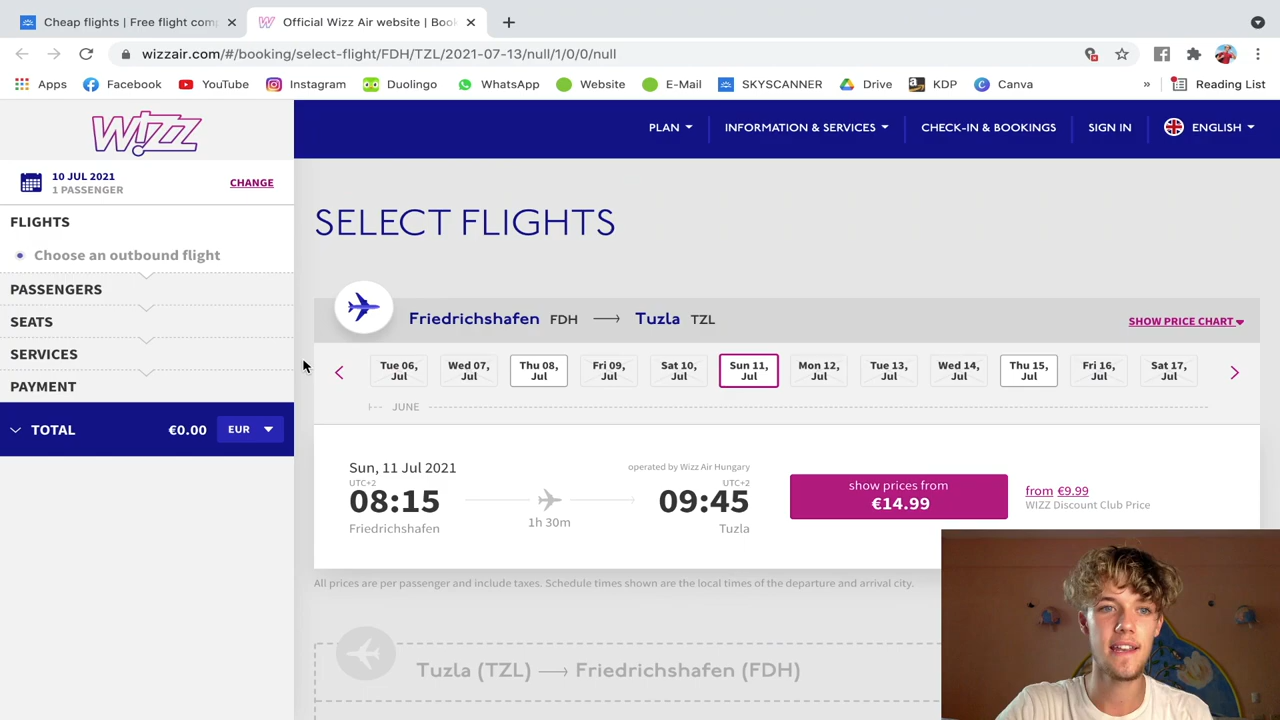 Cheap flights | Free flight com
Official Wizz Air website | Boo
wizzair.com/#/booking/select-flight/FDH/TZL/2021-07-13/null/1/0/0/null
Apps Facebook YouTube Instagram Duolingo WhatsApp Website E-Mail SKYSCANNER Drive KDP Canva » Reading List
WIZZ
PLAN INFORMATION & SERVICES CHECK-IN & BOOKINGS SIGN IN ENGLISH
10 JUL 2021
1 PASSENGER
CHANGE
FLIGHTS
Choose an outbound flight
PASSENGERS
SEATS
SERVICES
PAYMENT
TOTAL €0.00 EUR
SELECT FLIGHTS
Friedrichshafen FDH Tuzla TZL
SHOW PRICE CHART
Tue 06, Jul
Wed 07, Jul
Thu 08, Jul
Fri 09, Jul
Sat 10, Jul
Sun 11, Jul
Mon 12, Jul
Tue 13, Jul
Wed 14, Jul
Thu 15, Jul
Fri 16, Jul
Sat 17, Jul
JUNE
Sun, 11 Jul 2021
operated by Wizz Air Hungary
UTC+2
UTC+2
08:15
09:45
1h 30m
Friedrichshafen
Tuzla
show prices from
€14.99
from €9.99
WIZZ Discount Club Price
All prices are per passenger and include taxes. Schedule times shown are the local times of the departure and arrival city.
Tuzla (TZL) Friedrichshafen (FDH)